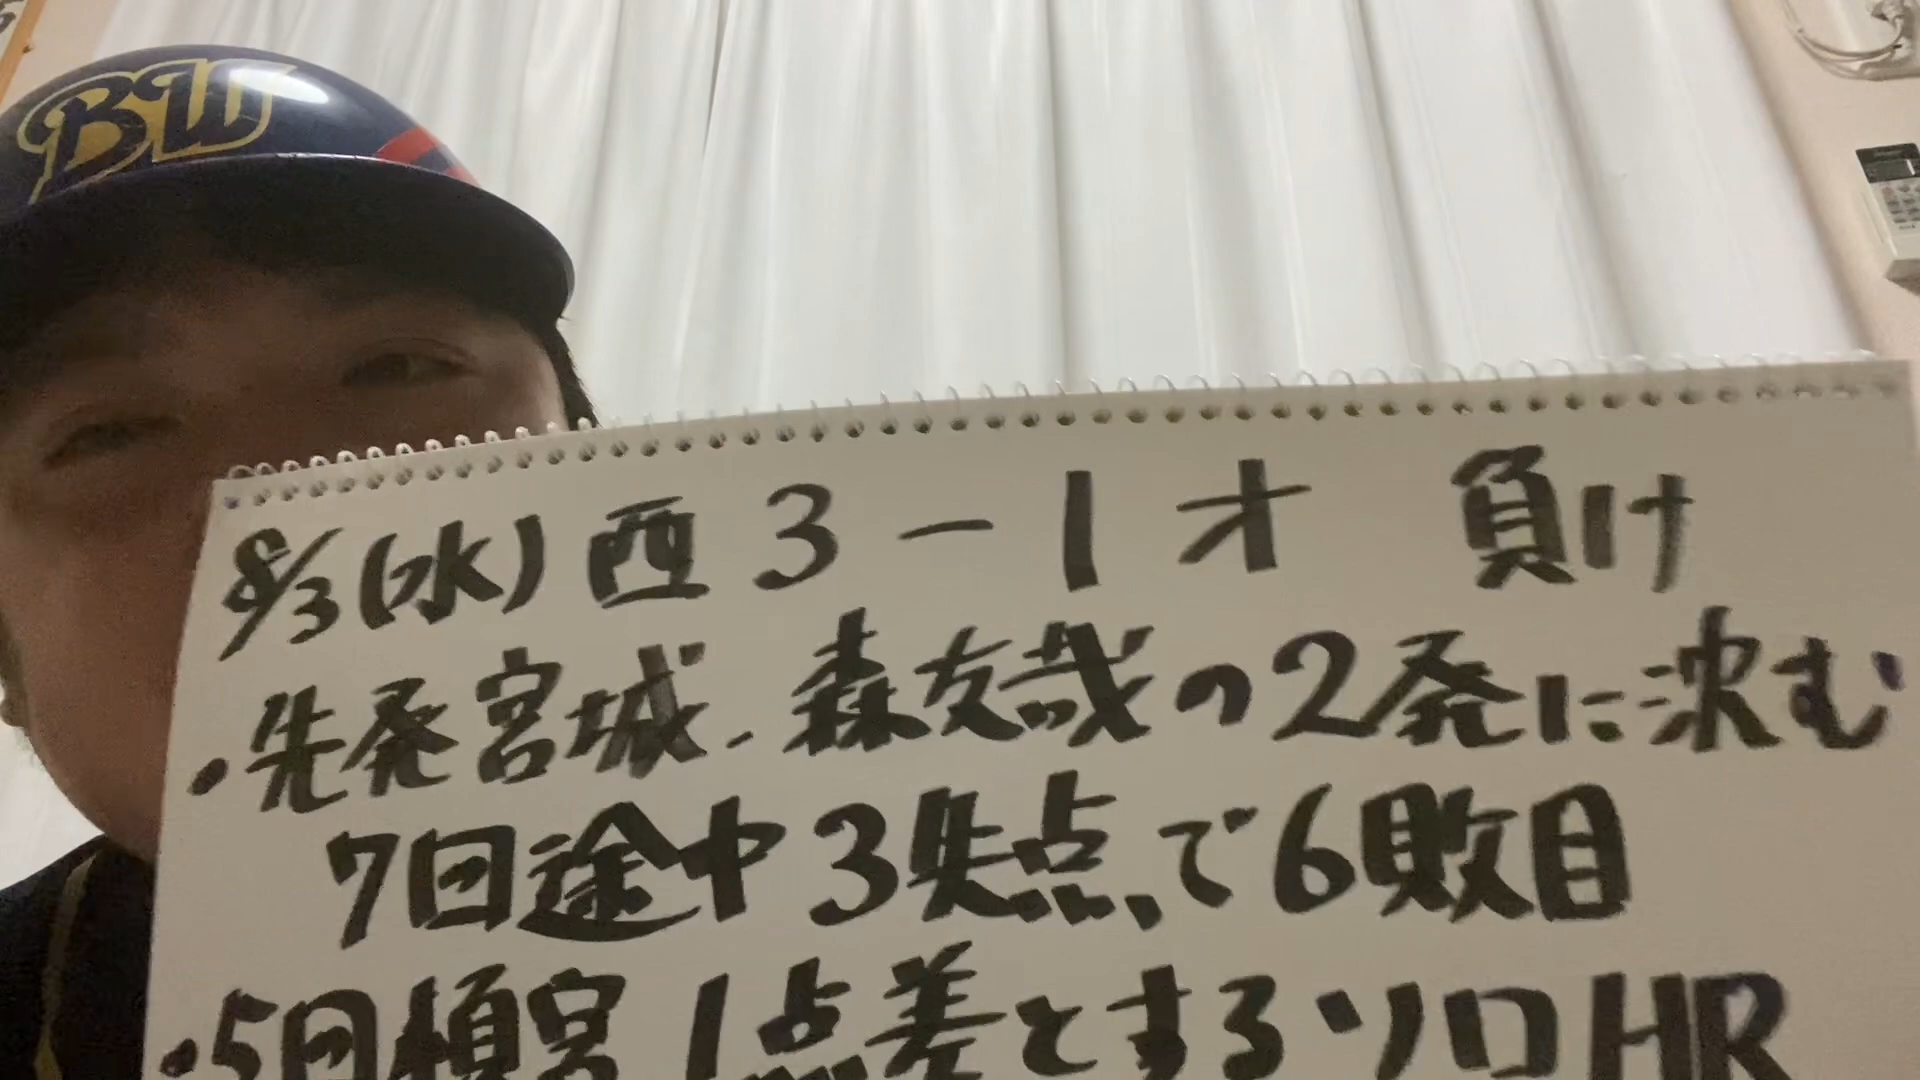 BW
8/3(水) 西 3 - 1 オ 負け
・先発宮城、森友哉の2発に沈む
7回途中3失点で6敗目
・5回頓宮 1点差とするソロHR